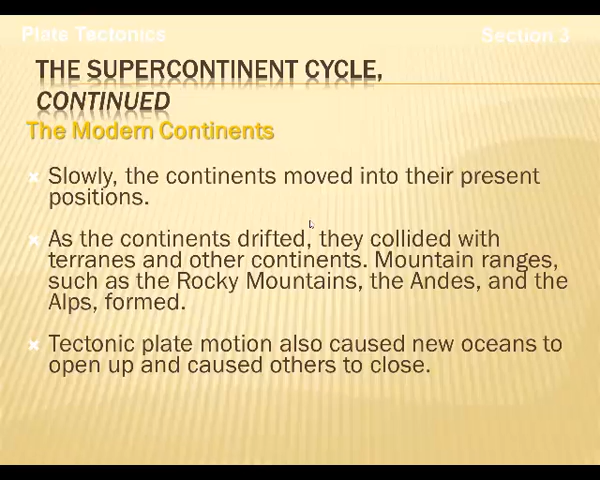 Plate Tectonics Section 3
THE SUPERCONTINENT CYCLE,
CONTINUED
The Modern Continents
Slowly, the continents moved into their present
positions.
As the continents drifted, they collided with
terranes and other continents. Mountain ranges,
such as the Rocky Mountains, the Andes, and the
Alps, formed.
Tectonic plate motion also caused new oceans to
open up and caused others to close.